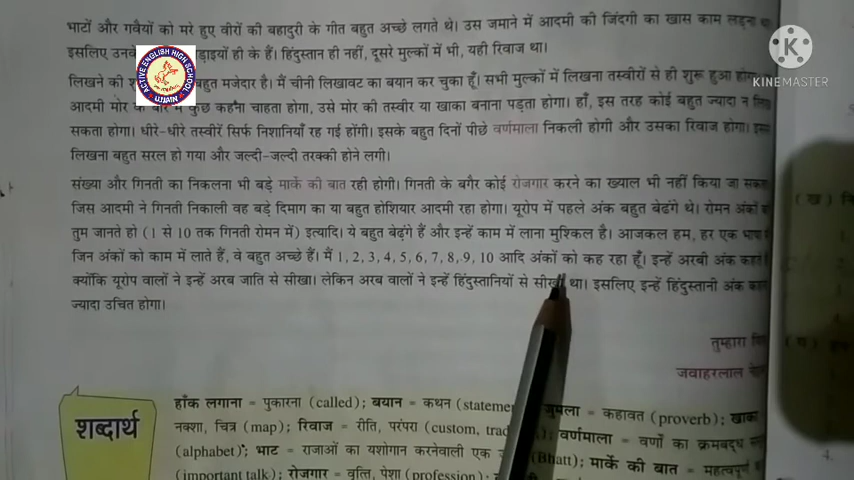 भाटों और गवैयों को मरे हुए वीरों की बहादुरी के गीत बहुत अच्छे लगते थे। उस जमाने में आदमी की जिंदगी का खास काम लड़ना
इसलिए उनके ड़ाइयों ही के हैं। हिंदुस्तान ही नहीं, दूसरे मुल्कों में भी, यही रिवाज था।
लिखने की बहुत मजेदार है। मैं चीनी लिखावट का बयान कर चुका हूँ। सभी मुल्कों में लिखना तस्वीरों से ही शुरू हुआ होगा
आदमी मोर के बारे में कुछ कहना चाहता होगा, उसे मोर की तस्वीर या खाका बनाना पड़ता होगा। हाँ, इस तरह कोई बहुत ज्यादा न
सकता होगा। धीरे-धीरे तस्वीरें सिर्फ निशानियाँ रह गई होंगी। इसके बहुत दिनों पीछे वर्णमाला निकली होगी और उसका रिवाज होगा।
लिखना बहुत सरल हो गया और जल्दी-जल्दी तरक्की होने लगी।
संख्या और गिनती का निकलना भी बड़े मार्के की बात रही होगी। गिनती के बगैर कोई रोजगार करने का ख्याल भी नहीं किया जा
जिस आदमी ने गिनती निकाली वह बड़े दिमाग का या बहुत होशियार आदमी रहा होगा। यूरोप में पहले अंक बहुत बेढंगे थे। रोमन अंकों
तुम जानते हो (1 से 10 तक गिनती रोमन में) इत्यादि। ये बहुत बेढंगे हैं और इन्हें काम में लाना मुश्किल है। आजकल हम, हर एक भाषा
जिन अंकों को काम में लाते हैं, वे बहुत अच्छे हैं। मैं 1, 2, 3, 4, 5, 6, 7, 8, 9, 10 आदि अंकों को कह रहा हूँ। इन्हें अरबी अंक कहते
क्योंकि यूरोप वालों ने इन्हें अरब जाति से सीखा। लेकिन अरब वालों ने इन्हें हिंदुस्तानियों से सीखा था। इसलिए इन्हें हिंदुस्तानी अंक
ज्यादा उचित होगा।
तुम्हारा
जवाहरलाल
शब्दार्थ
हाँक लगाना = पुकारना (called); बयान = कथन (statemen जुमला = कहावत (proverb); खाका
नक्शा, चित्र (map); रिवाज = रीति, परंपरा (custom, trad वर्णमाला = वर्णों का क्रमबद्ध
(alphabet); भाट = राजाओं का यशोगान करनेवाली एक (Bhatt); मार्के की बात = महत्वपूर्ण
(important talk); रोजगार = वृत्ति, पेशा (profession);
ACTIVE ENGLISH HIGH SCHOOL
KINEMASTER